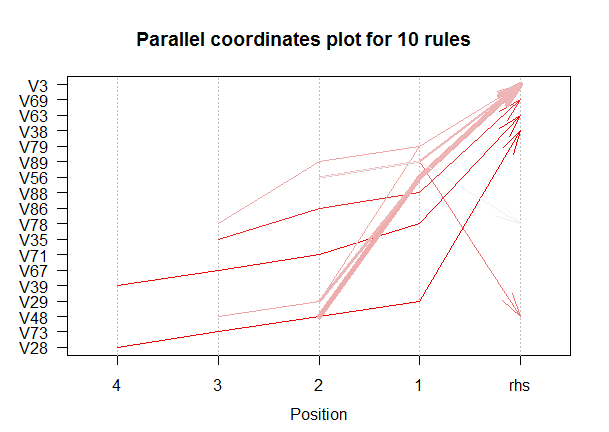 Parallel coordinates plot for 10 rules
V3
V69
V63
V38
V79
V89
V56
V88
V86
V78
V35
V71
V67
V39
V29
V48
V73
V28
4 3 2 1 rhs
Position